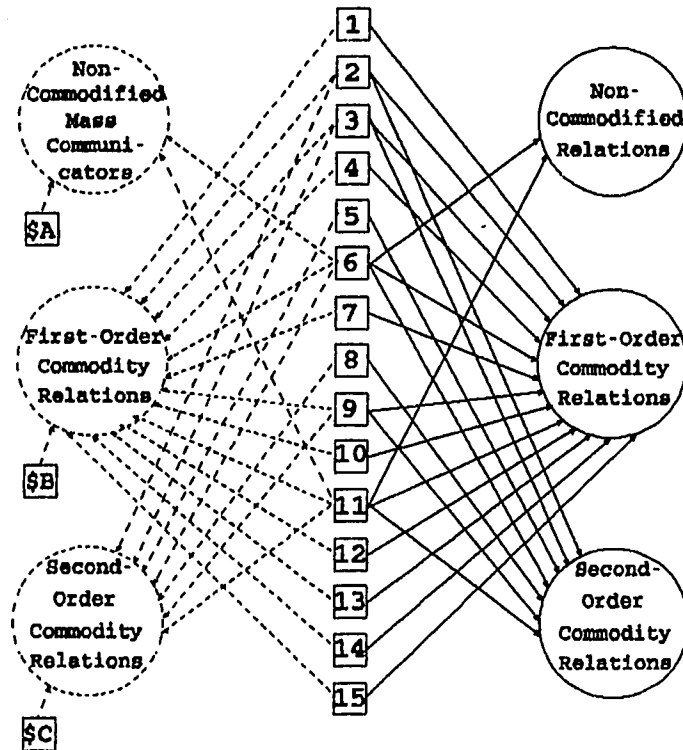 Non-
Commodified
Mass
Communi-
cators
$A
First-Order
Commodity
Relations
$B
Second-
Order
Commodity
Relations
$C
1
2
3
4
5
6
7
8
9
10
11
12
13
14
15
Non-
Commodified
Relations
First-Order
Commodity
Relations
Second-
Order
Commodity
Relations